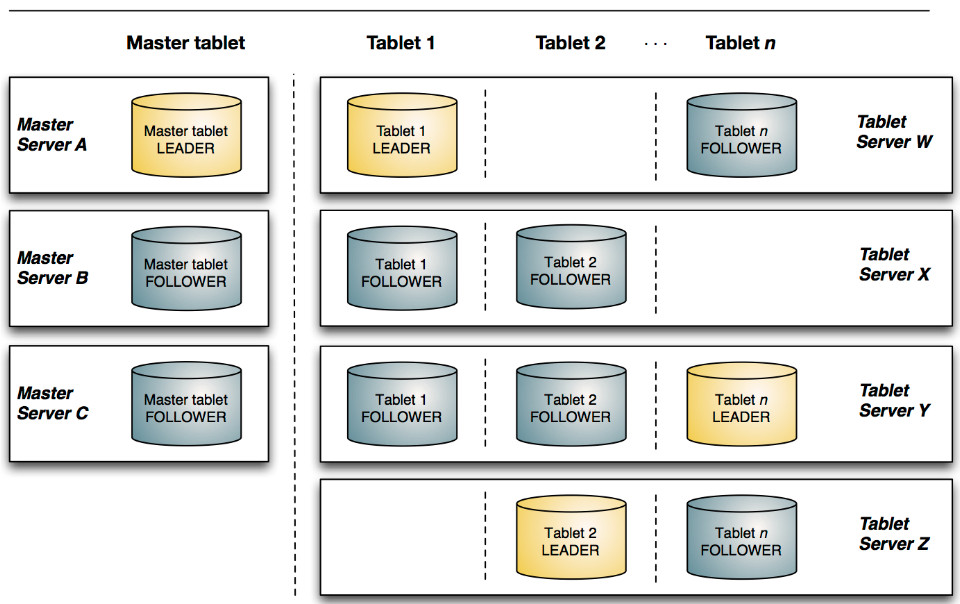 Master tablet
Tablet 1
Tablet 2
...
Tablet n
Master
Server A
Master tablet
LEADER
Tablet 1
LEADER
Tablet n
FOLLOWER
Tablet
Server W
Master
Server B
Master tablet
FOLLOWER
Tablet 1
FOLLOWER
Tablet 2
FOLLOWER
Tablet
Server X
Master
Server C
Master tablet
FOLLOWER
Tablet 1
FOLLOWER
Tablet 2
FOLLOWER
Tablet n
LEADER
Tablet
Server Y
Tablet 2
LEADER
Tablet n
FOLLOWER
Tablet
Server Z